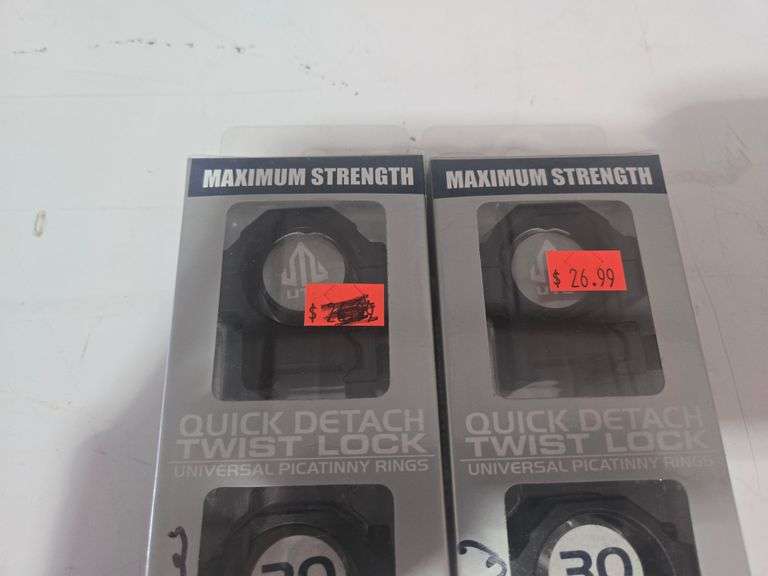 MAXIMUM STRENGTH
$
QUICK DETACH
TWIST LOCK
UNIVERSAL PICATINNY RINGS
30
MAXIMUM STRENGTH
$ 26.99
QUICK DETACH
TWIST LOCK
UNIVERSAL PICATINNY RINGS
30